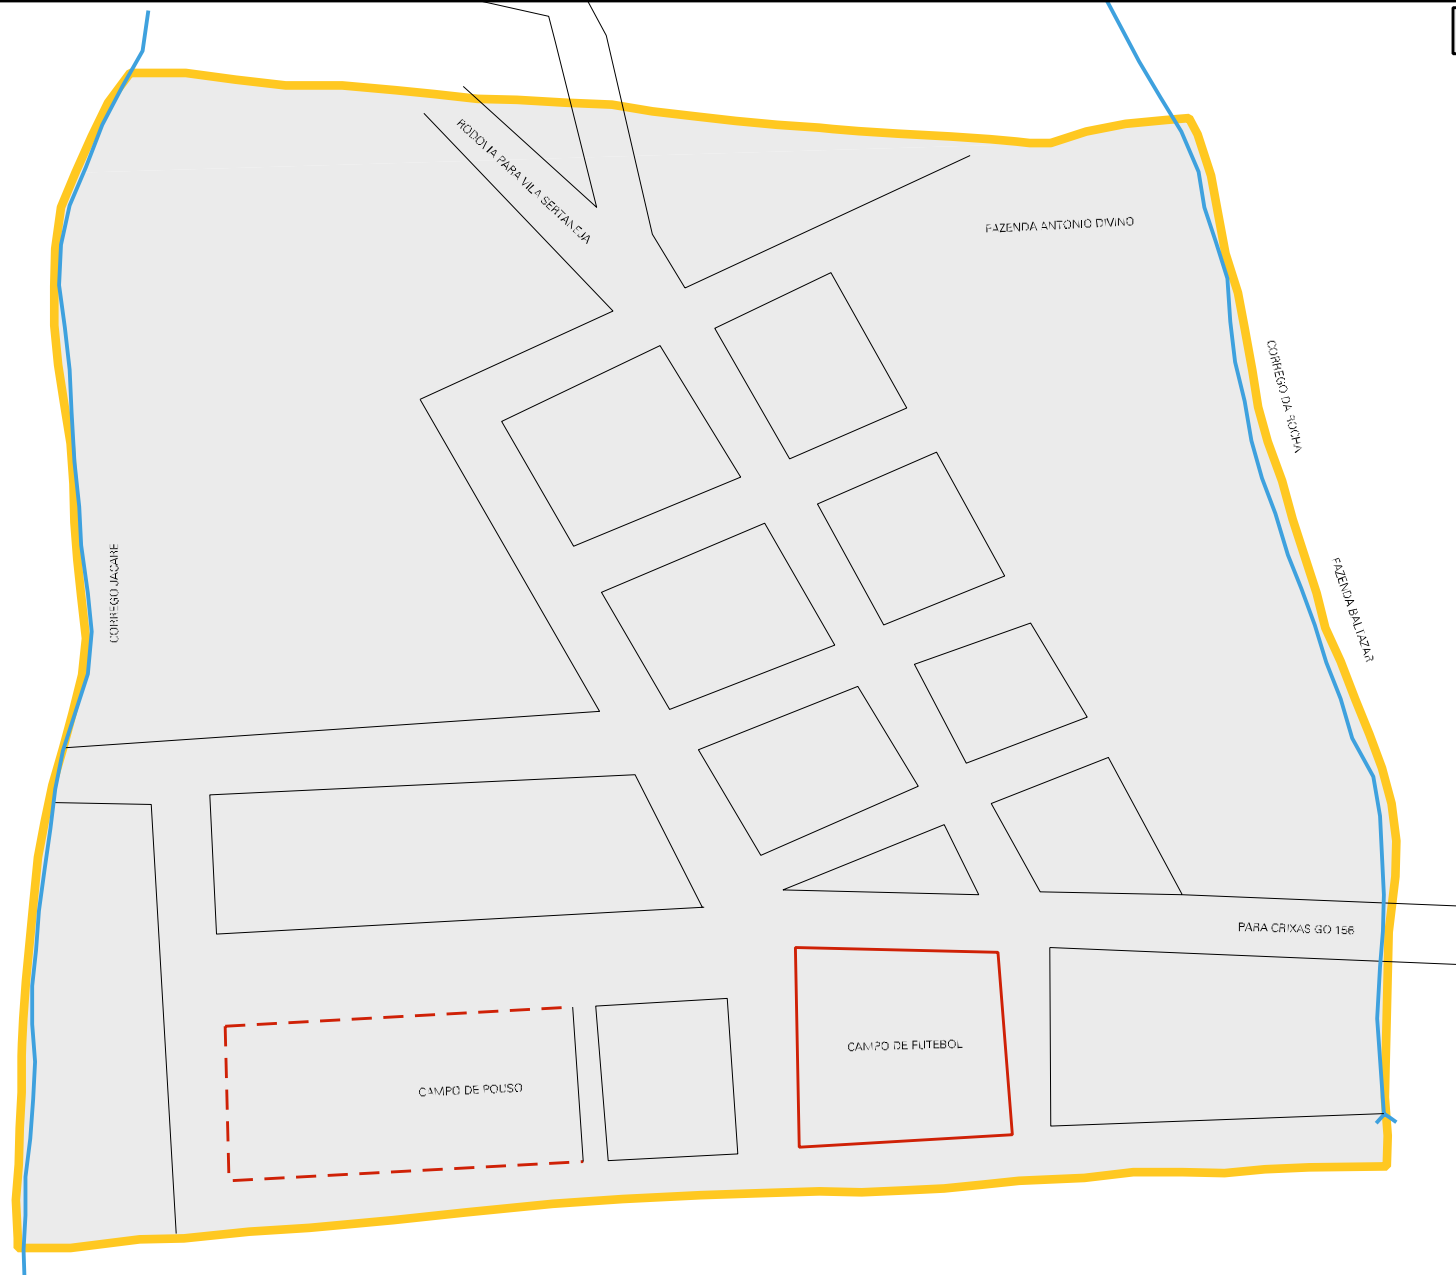 RODOVIA PARA VILA SERTANEJA
FAZENDA ANTONIO DIVINO
CORREGO DA ROCHA
CORREGO JACARE
FAZENDA BALTAZAR
PARA CRIXAS GO 156
CAMPO DE FUTEBOL
CAMPO DE POUSO